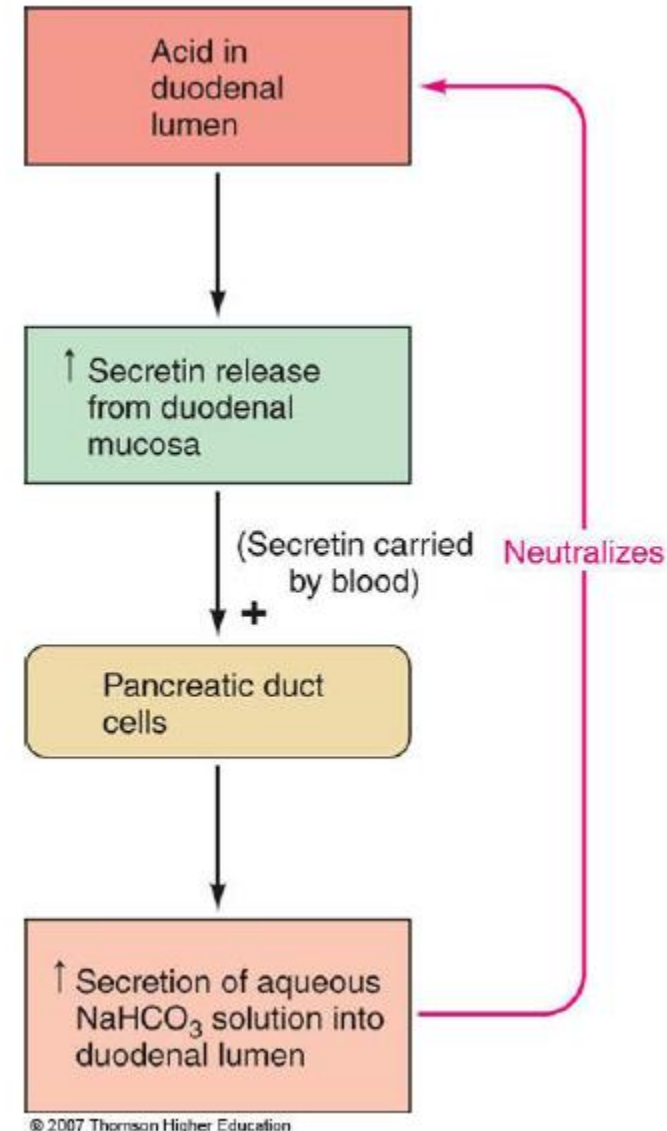 Acid in
duodenal
lumen
↑ Secretin release
from duodenal
mucosa
(Secretin carried
by blood)
+
Neutralizes
Pancreatic duct
cells
↑ Secretion of aqueous
NaHCO₃ solution into
duodenal lumen
© 2007 Thomson Higher Education